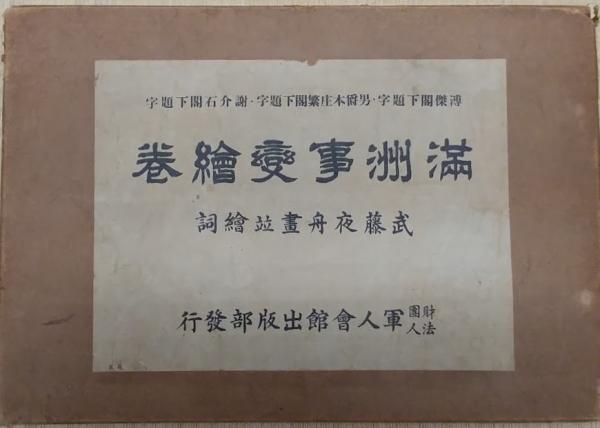 溥傑閣下題字・男爵本庄繁閣下題字・謝介石閣下題字
滿洲事變繪卷
武藤夜舟畫竝繪詞
財團法人軍人會館出版部發行